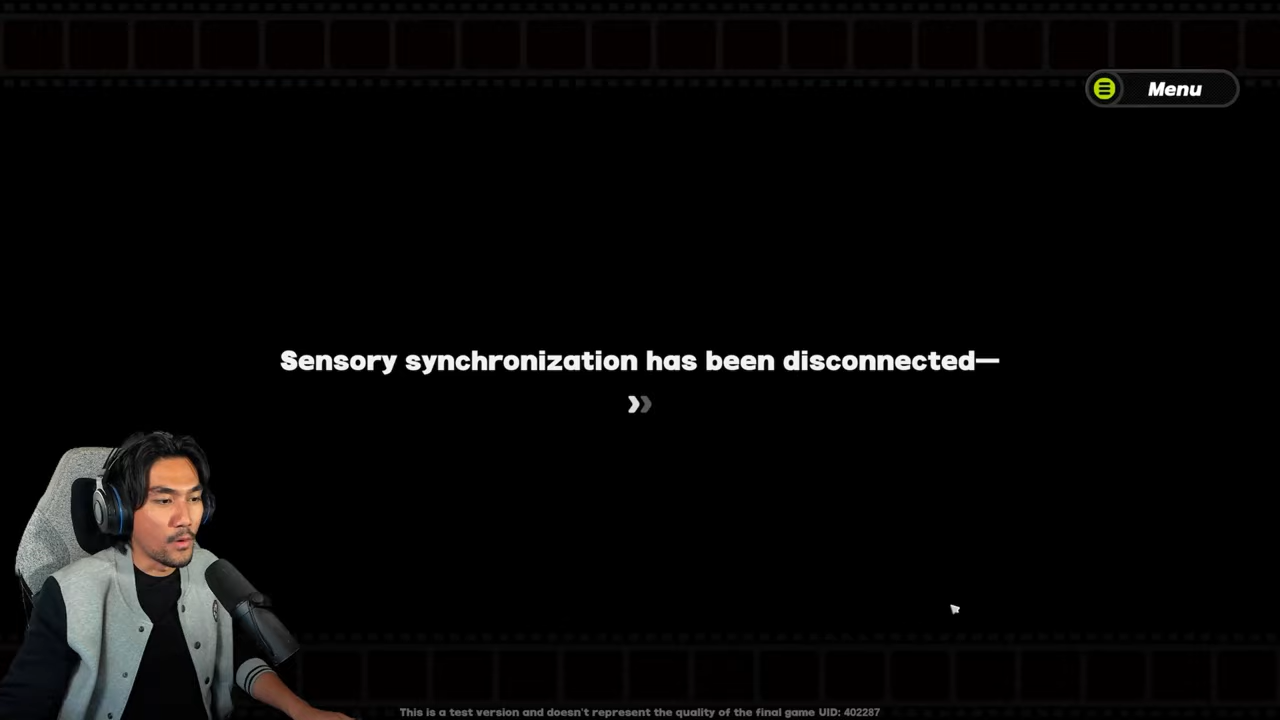 Menu
Sensory synchronization has been disconnected—
This is a test version and doesn't represent the quality of the final game UID: 402287